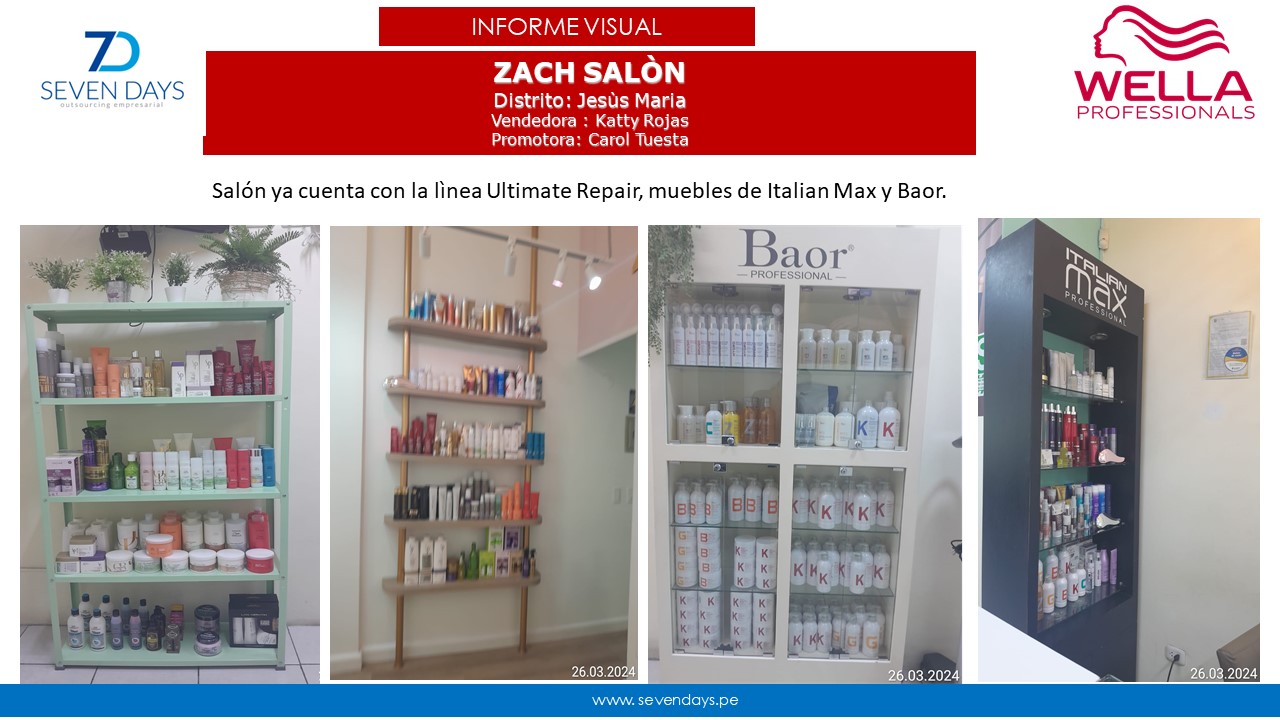 INFORME VISUAL
7D
SEVEN DAYS
outsourcing empresarial
ZACH SALÒN
Distrito: Jesùs Maria
Vendedora : Katty Rojas
Promotora: Carol Tuesta
WELLA
PROFESSIONALS
Salón ya cuenta con la lìnea Ultimate Repair, muebles de Italian Max y Baor.
Baor®
PROFESSIONAL
ITALIAN
max
PROFESSIONAL
26.03.2024
26.03.2024
26.03.2024
www. sevendays.pe